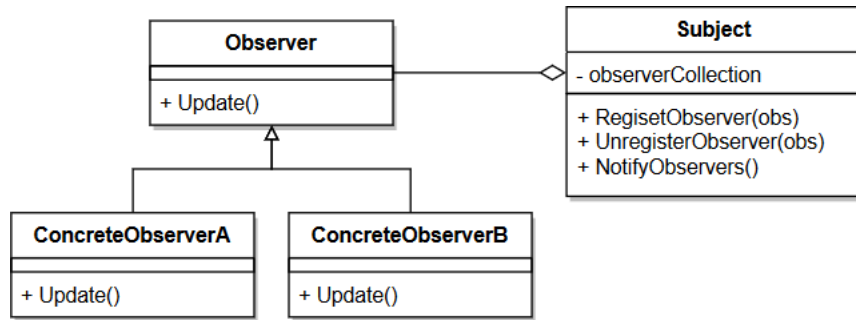 Observer
+ Update()
Subject
- observerCollection
+ RegisetObserver(obs)
+ UnregisterObserver(obs)
+ NotifyObservers()
ConcreteObserverA
+ Update()
ConcreteObserverB
+ Update()